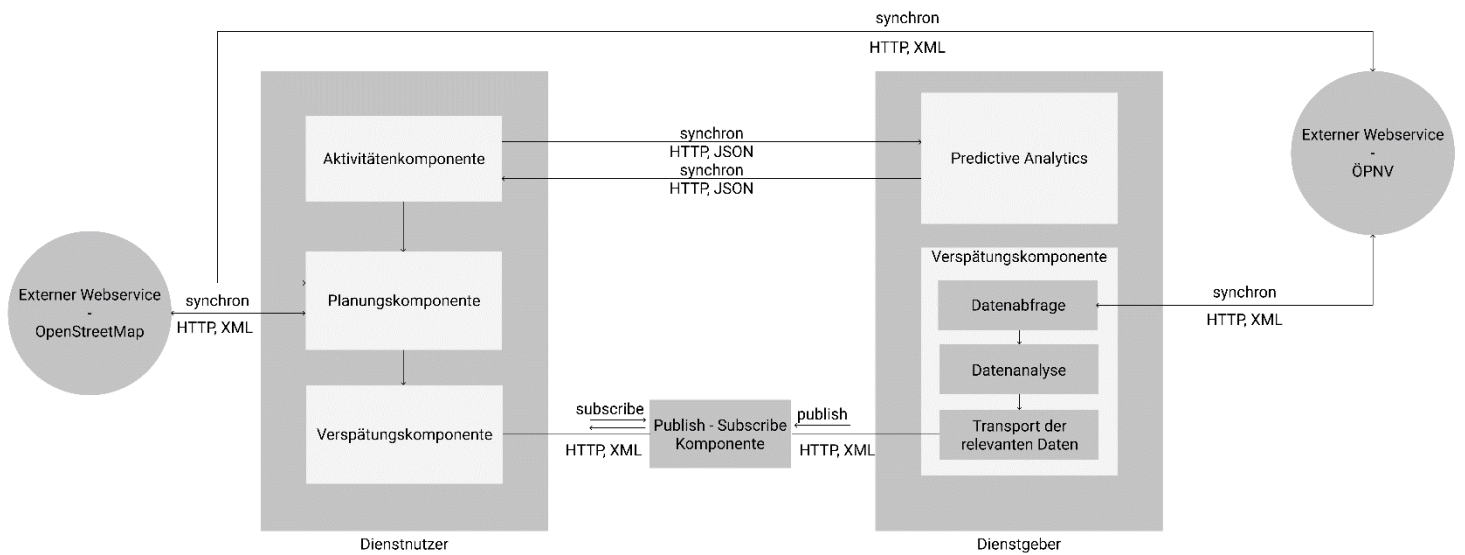 synchron
HTTP, XML
Externer Webservice
-
OpenStreetMap
synchron
HTTP, XML
Aktivitätenkomponente
Planungskomponente
Verspätungskomponente
Dienstnutzer
synchron
HTTP, JSON
synchron
HTTP, JSON
subscribe
HTTP, XML
Publish - Subscribe
Komponente
publish
HTTP, XML
Predictive Analytics
Verspätungskomponente
Datenabfrage
Datenanalyse
Transport der
relevanten Daten
Dienstgeber
synchron
HTTP, XML
Externer Webservice
-
ÖPNV